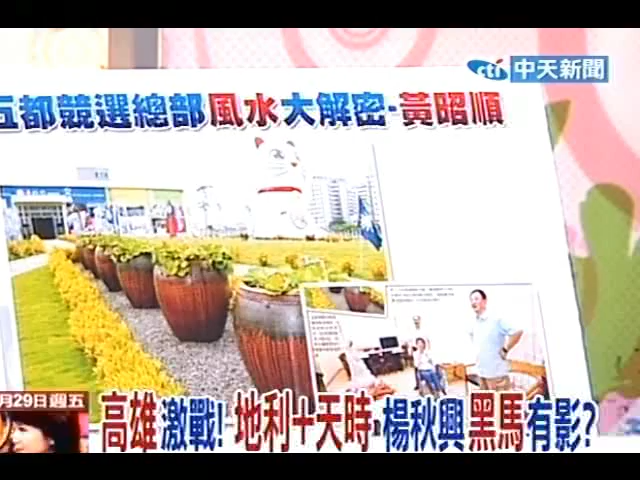 cti 中天新聞
五都競選總部風水大解密-黃昭順
月29日週五
高雄激戰!地利+天時 楊秋興黑馬有影?